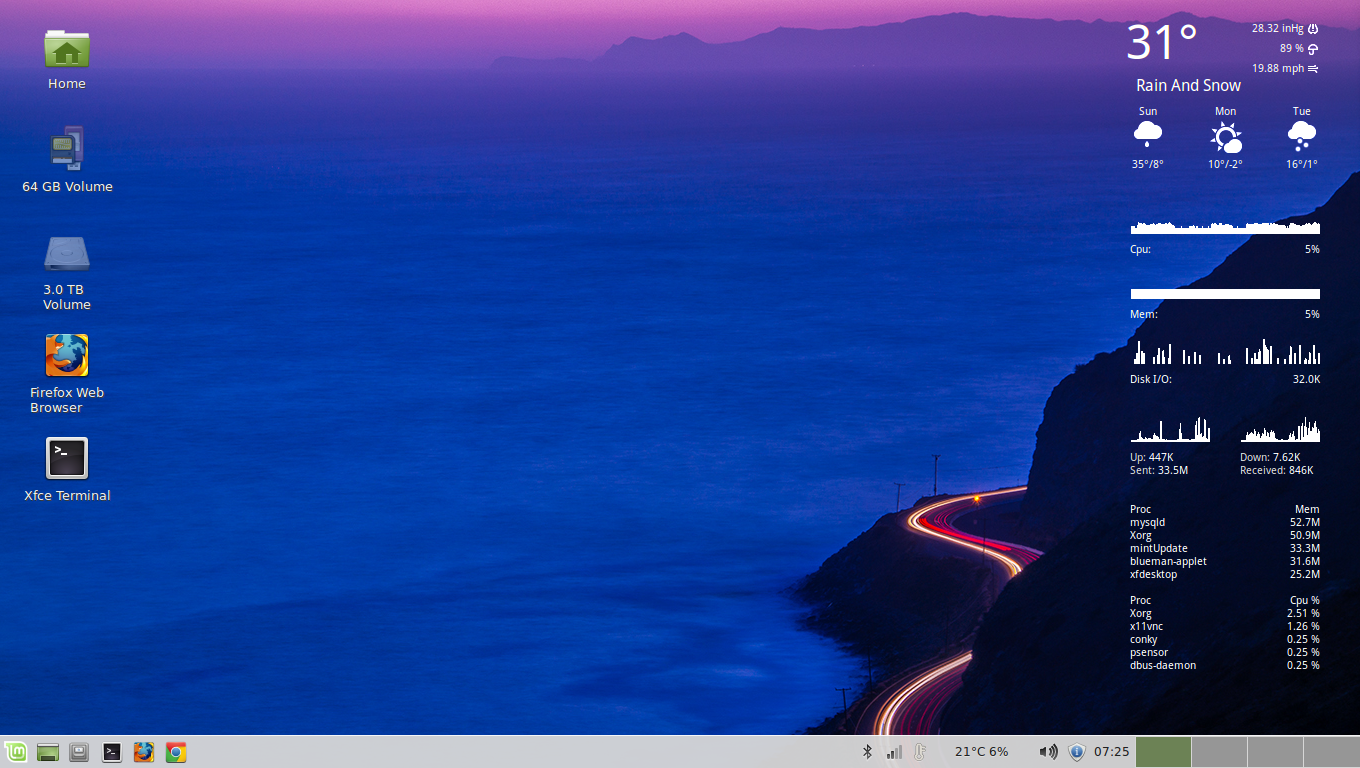 Home
64 GB Volume
3.0 TB
Volume
Firefox Web
Browser
>_
Xfce Terminal
31°
28.32 inHg
89 %
19.88 mph
Rain And Snow
Sun Mon Tue
35°/8° 10°/-2° 16°/1°
Cpu: 5%
Mem: 5%
Disk I/O: 32.0K
Up: 447K Down: 7.62K
Sent: 33.5M Received: 846K
Proc Mem
mysqld 52.7M
Xorg 50.9M
mintUpdate 33.3M
blueman-applet 31.6M
xfdesktop 25.2M
Proc Cpu %
Xorg 2.51 %
x11vnc 1.26 %
conky 0.25 %
psensor 0.25 %
dbus-daemon 0.25 %
21°C 6% 07:25